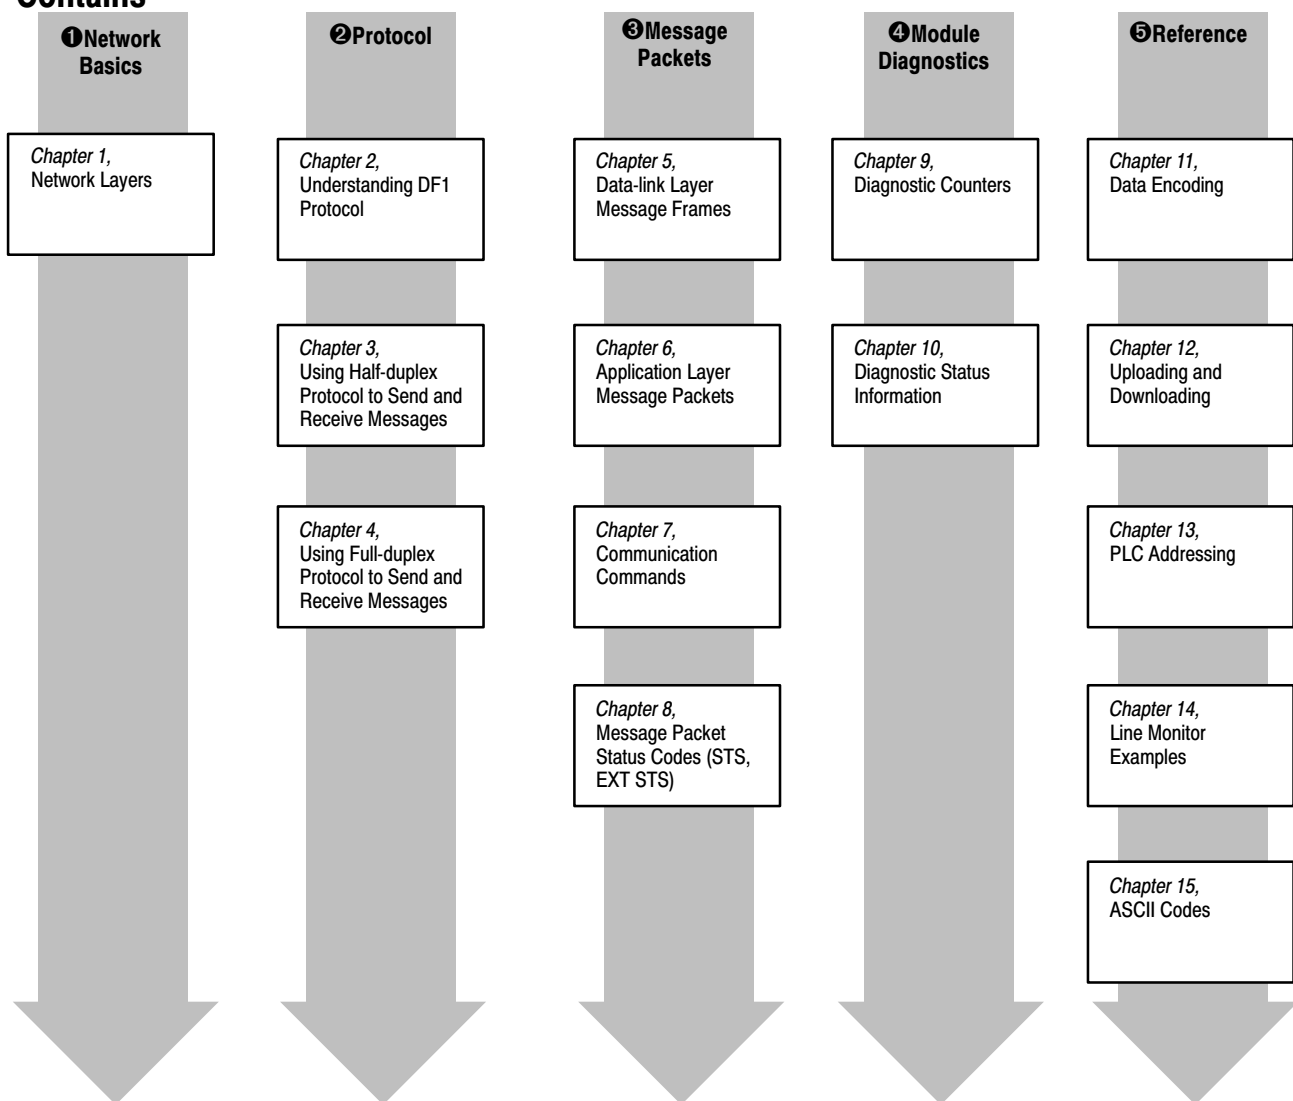 Contains
❶Network
Basics
❷Protocol
❸Message
Packets
❹Module
Diagnostics
❺Reference
Chapter 1,
Network Layers
Chapter 2,
Understanding DF1
Protocol
Chapter 3,
Using Half-duplex
Protocol to Send and
Receive Messages
Chapter 4,
Using Full-duplex
Protocol to Send and
Receive Messages
Chapter 5,
Data-link Layer
Message Frames
Chapter 6,
Application Layer
Message Packets
Chapter 7,
Communication
Commands
Chapter 8,
Message Packet
Status Codes (STS,
EXT STS)
Chapter 9,
Diagnostic Counters
Chapter 10,
Diagnostic Status
Information
Chapter 11,
Data Encoding
Chapter 12,
Uploading and
Downloading
Chapter 13,
PLC Addressing
Chapter 14,
Line Monitor
Examples
Chapter 15,
ASCII Codes